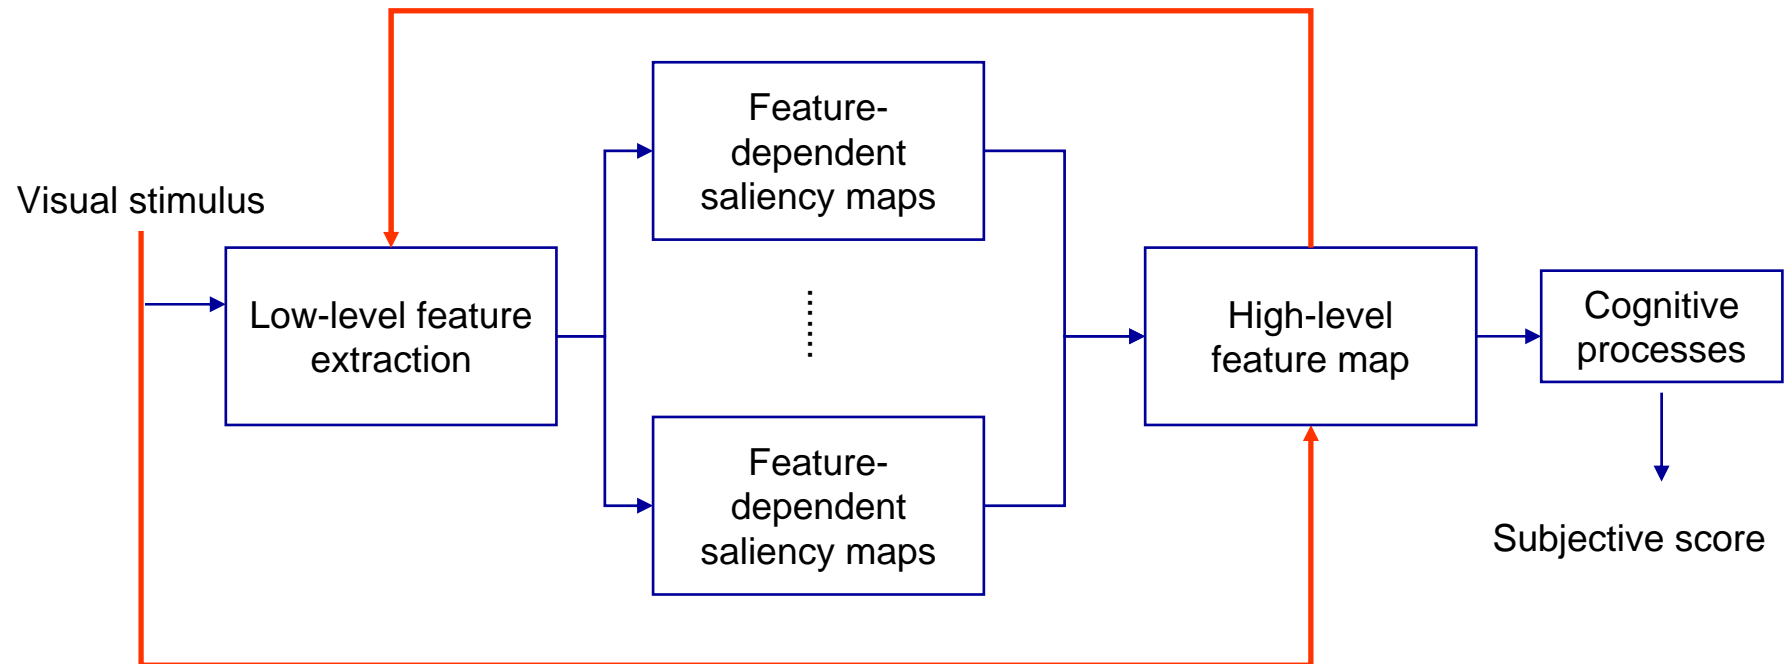 Visual stimulus
Low-level feature
extraction
Feature-
dependent
saliency maps
Feature-
dependent
saliency maps
High-level
feature map
Cognitive
processes
Subjective score